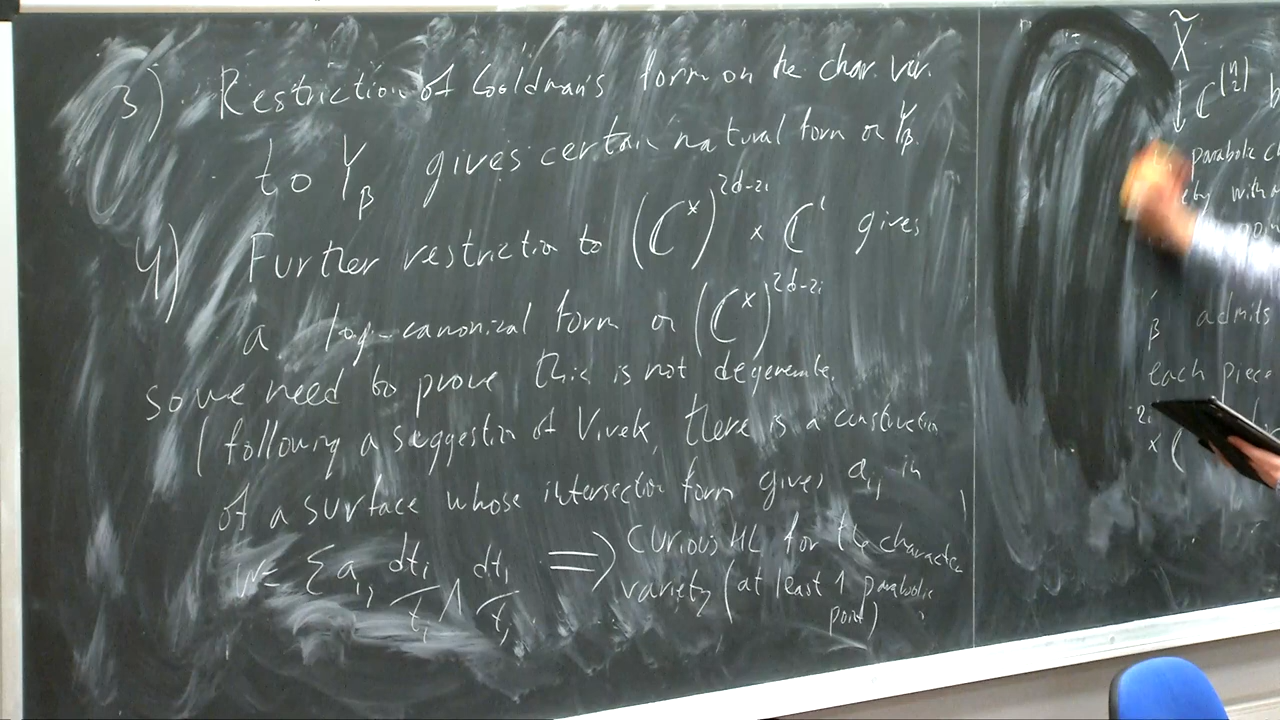 3) Restriction of Goldman's form on the char. var.
to Y_β gives certain natural form on Y_β.
4) Further restriction to (C^×)^{2d-2i} × C^i gives
a log-canonical form on (C^×)^{2d-2i}
so we need to prove this is not degenerate.
(following a suggestion of Vivek, there is a construction
of a surface whose intersection form gives a_{ij} in
W = Σ a_{ij} dt_i/t_i ∧ dt_j/t_j ⟹ curious HL for the character
variety (at least 1 parabolic
point)
X̃
↓ C^{(n 2)}
parabolic
with
β admits
each piece
2i
× (